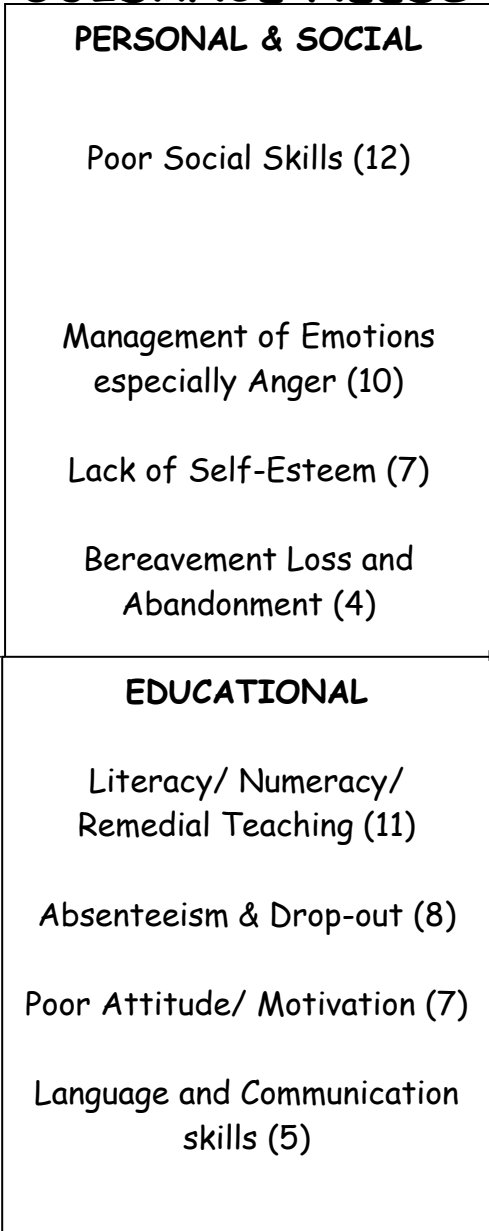 PERSONAL & SOCIAL
Poor Social Skills (12)
Management of Emotions
especially Anger (10)
Lack of Self-Esteem (7)
Bereavement Loss and
Abandonment (4)
EDUCATIONAL
Literacy/ Numeracy/
Remedial Teaching (11)
Absenteeism & Drop-out (8)
Poor Attitude/ Motivation (7)
Language and Communication
skills (5)